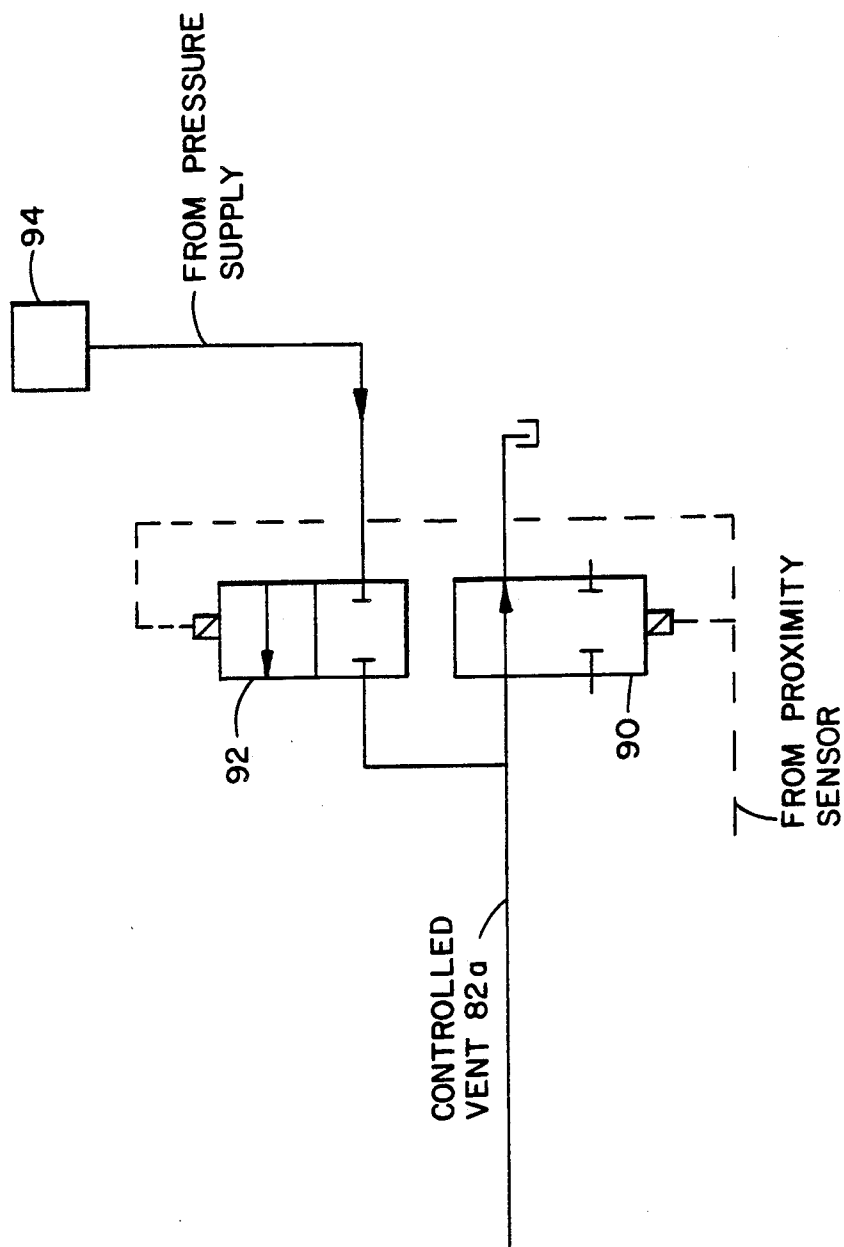 94
FROM PRESSURE
SUPPLY
92
90
CONTROLLED
VENT 82a
FROM PROXIMITY
SENSOR